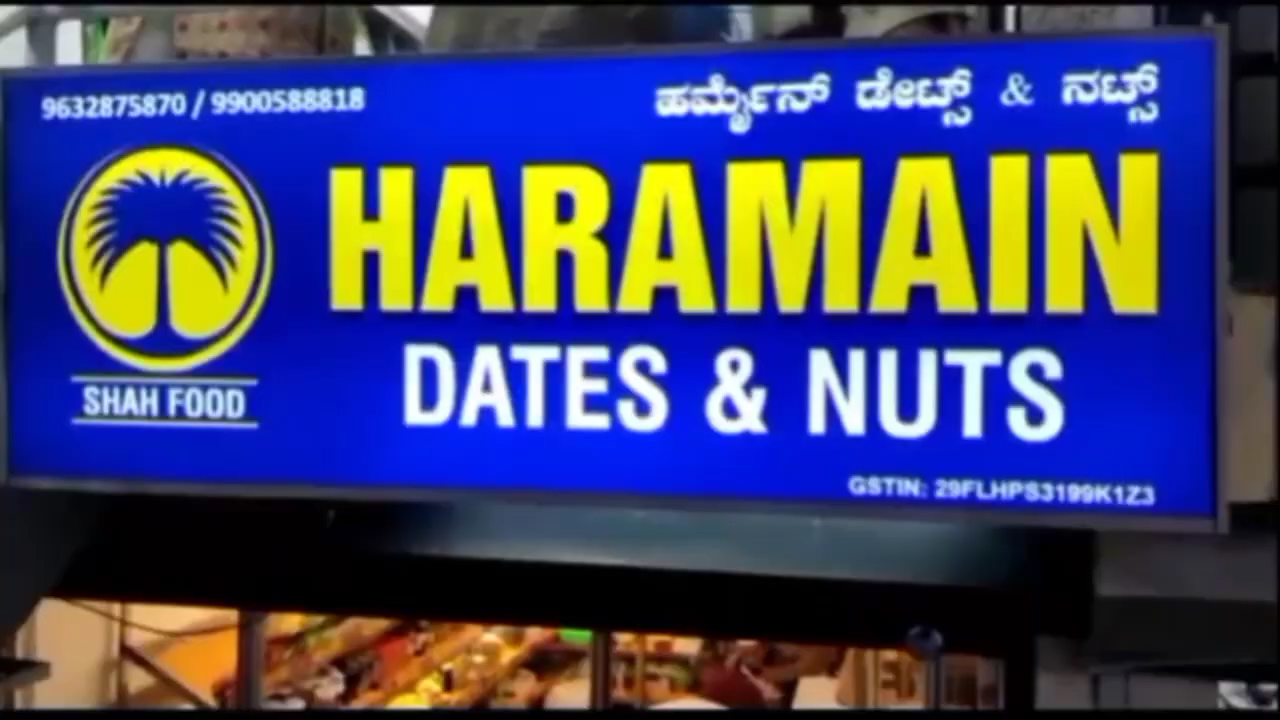 9632875870 / 9900588818
ಹರ್ಮೈನ್ ಡೇಟ್ಸ್ & ನಟ್ಸ್
HARAMAIN
DATES & NUTS
SHAH FOOD
GSTIN: 29FLHPS3199K1Z3